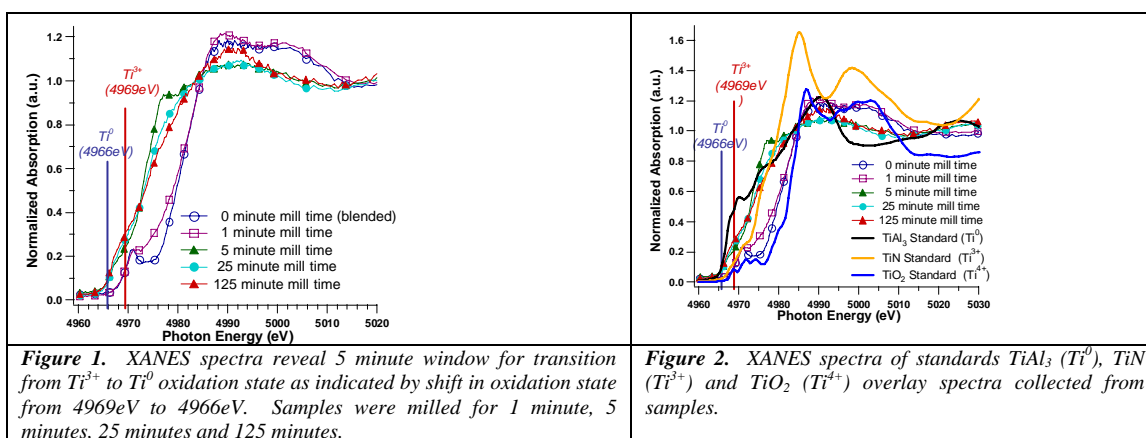 1.2
1.0
0.8
0.6
0.4
0.2
0.0
Normalized Absorption (a.u.)
Ti3+
(4969eV)
Ti0
(4966eV)
0 minute mill time (blended)
1 minute mill time
5 minute mill time
25 minute mill time
125 minute mill time
4960 4970 4980 4990 5000 5010 5020
Photon Energy (eV)
Figure 1. XANES spectra reveal 5 minute window for transition
from Ti3+ to Ti0 oxidation state as indicated by shift in oxidation state
from 4969eV to 4966eV. Samples were milled for 1 minute, 5
minutes, 25 minutes and 125 minutes.
1.6
1.4
1.2
1.0
0.8
0.6
0.4
0.2
0.0
Normalized Absorption (a.u.)
Ti3+
(4969eV
)
Ti0
(4966eV)
0 minute mill time
1 minute mill time
5 minute mill time
25 minute mill time
125 minute mill time
TiAl3 Standard (Ti0)
TiN Standard (Ti3+)
TiO2 Standard (Ti4+)
4960 4970 4980 4990 5000 5010 5020 5030
Photon Energy (eV)
Figure 2. XANES spectra of standards TiAl3 (Ti0), TiN
(Ti3+) and TiO2 (Ti4+) overlay spectra collected from
samples.